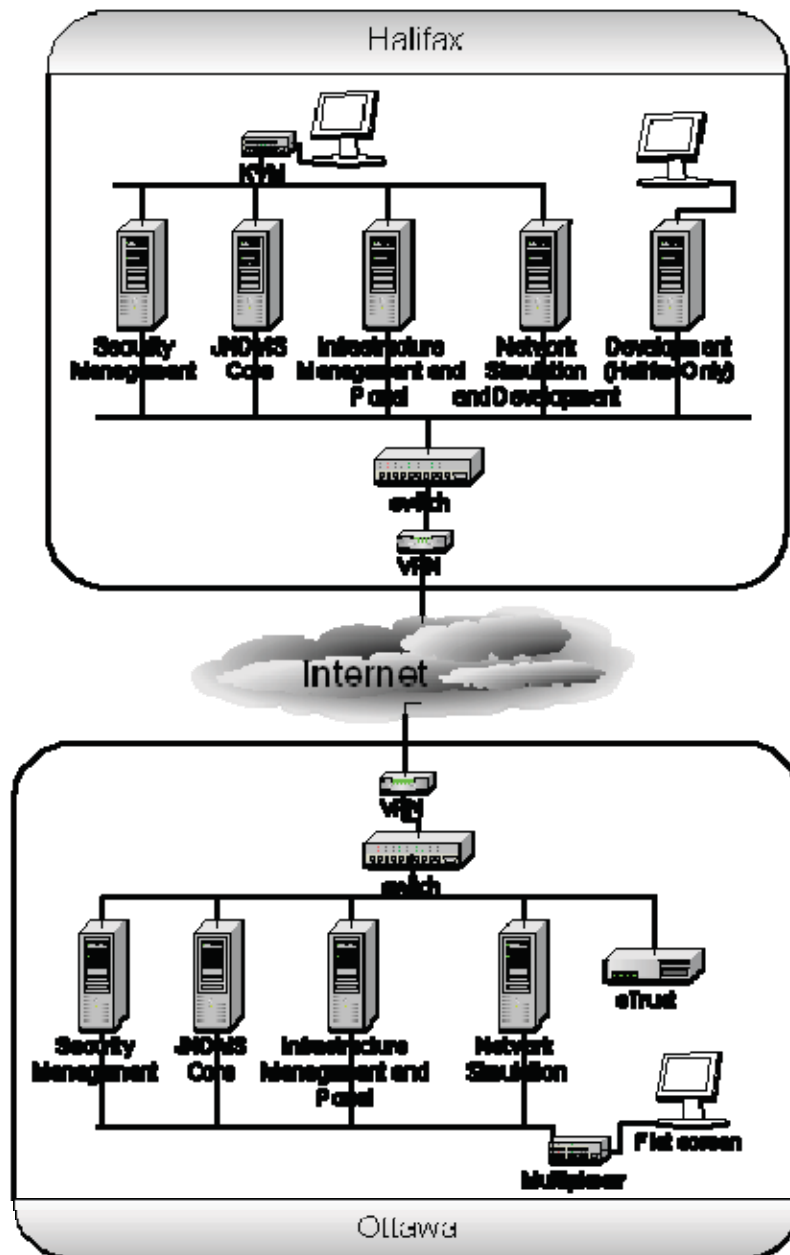 Halifax
KVM
Security
Management
JNDMS
Core
Infrastructure
Management and
Portal
Network
Simulation
and Development
Development
(Halifax Only)
switch
VPN
Internet
VPN
switch
eTrust
Security
Management
JNDMS
Core
Infrastructure
Management and
Portal
Network
Simulation
Flat screen
Multiplexer
Ottawa